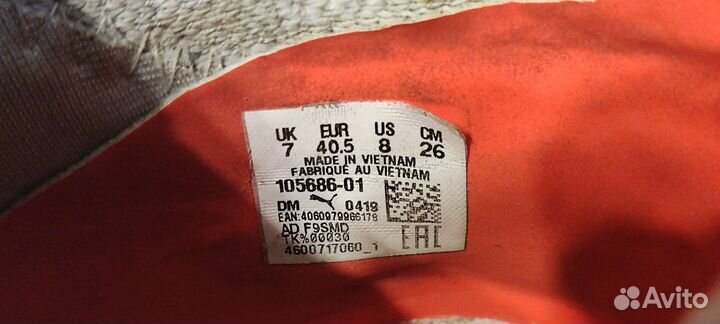 UK EUR US CM
7 40.5 8 26
MADE IN VIETNAM
FABRIQUÉ AU VIETNAM
105686-01
DM 0419
EAN:4060979966178
AD F9SMD
TK%00030
4600717060_1
EAC
Avito